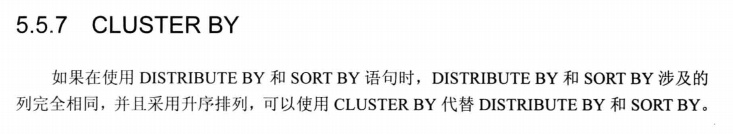 5.5.7 CLUSTER BY
如果在使用 DISTRIBUTE BY 和 SORT BY 语句时，DISTRIBUTE BY 和 SORT BY 涉及的
列完全相同，并且采用升序排列，可以使用 CLUSTER BY 代替 DISTRIBUTE BY 和 SORT BY。